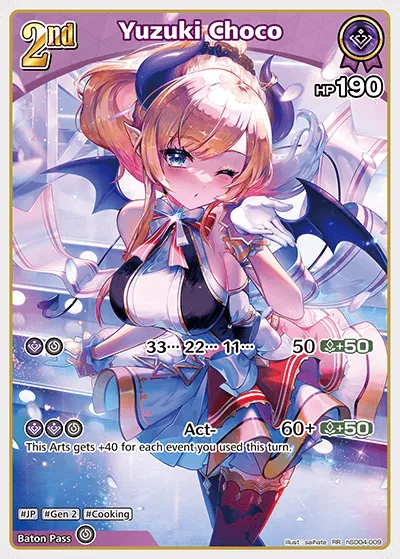 2nd
Yuzuki Choco
HP190
33… 22… 11… 50 +50
Act- 60+ +50
This Arts gets +40 for each event you used this turn.
#JP #Gen 2 #Cooking
Baton Pass
Illust saihate RR hSD04-009